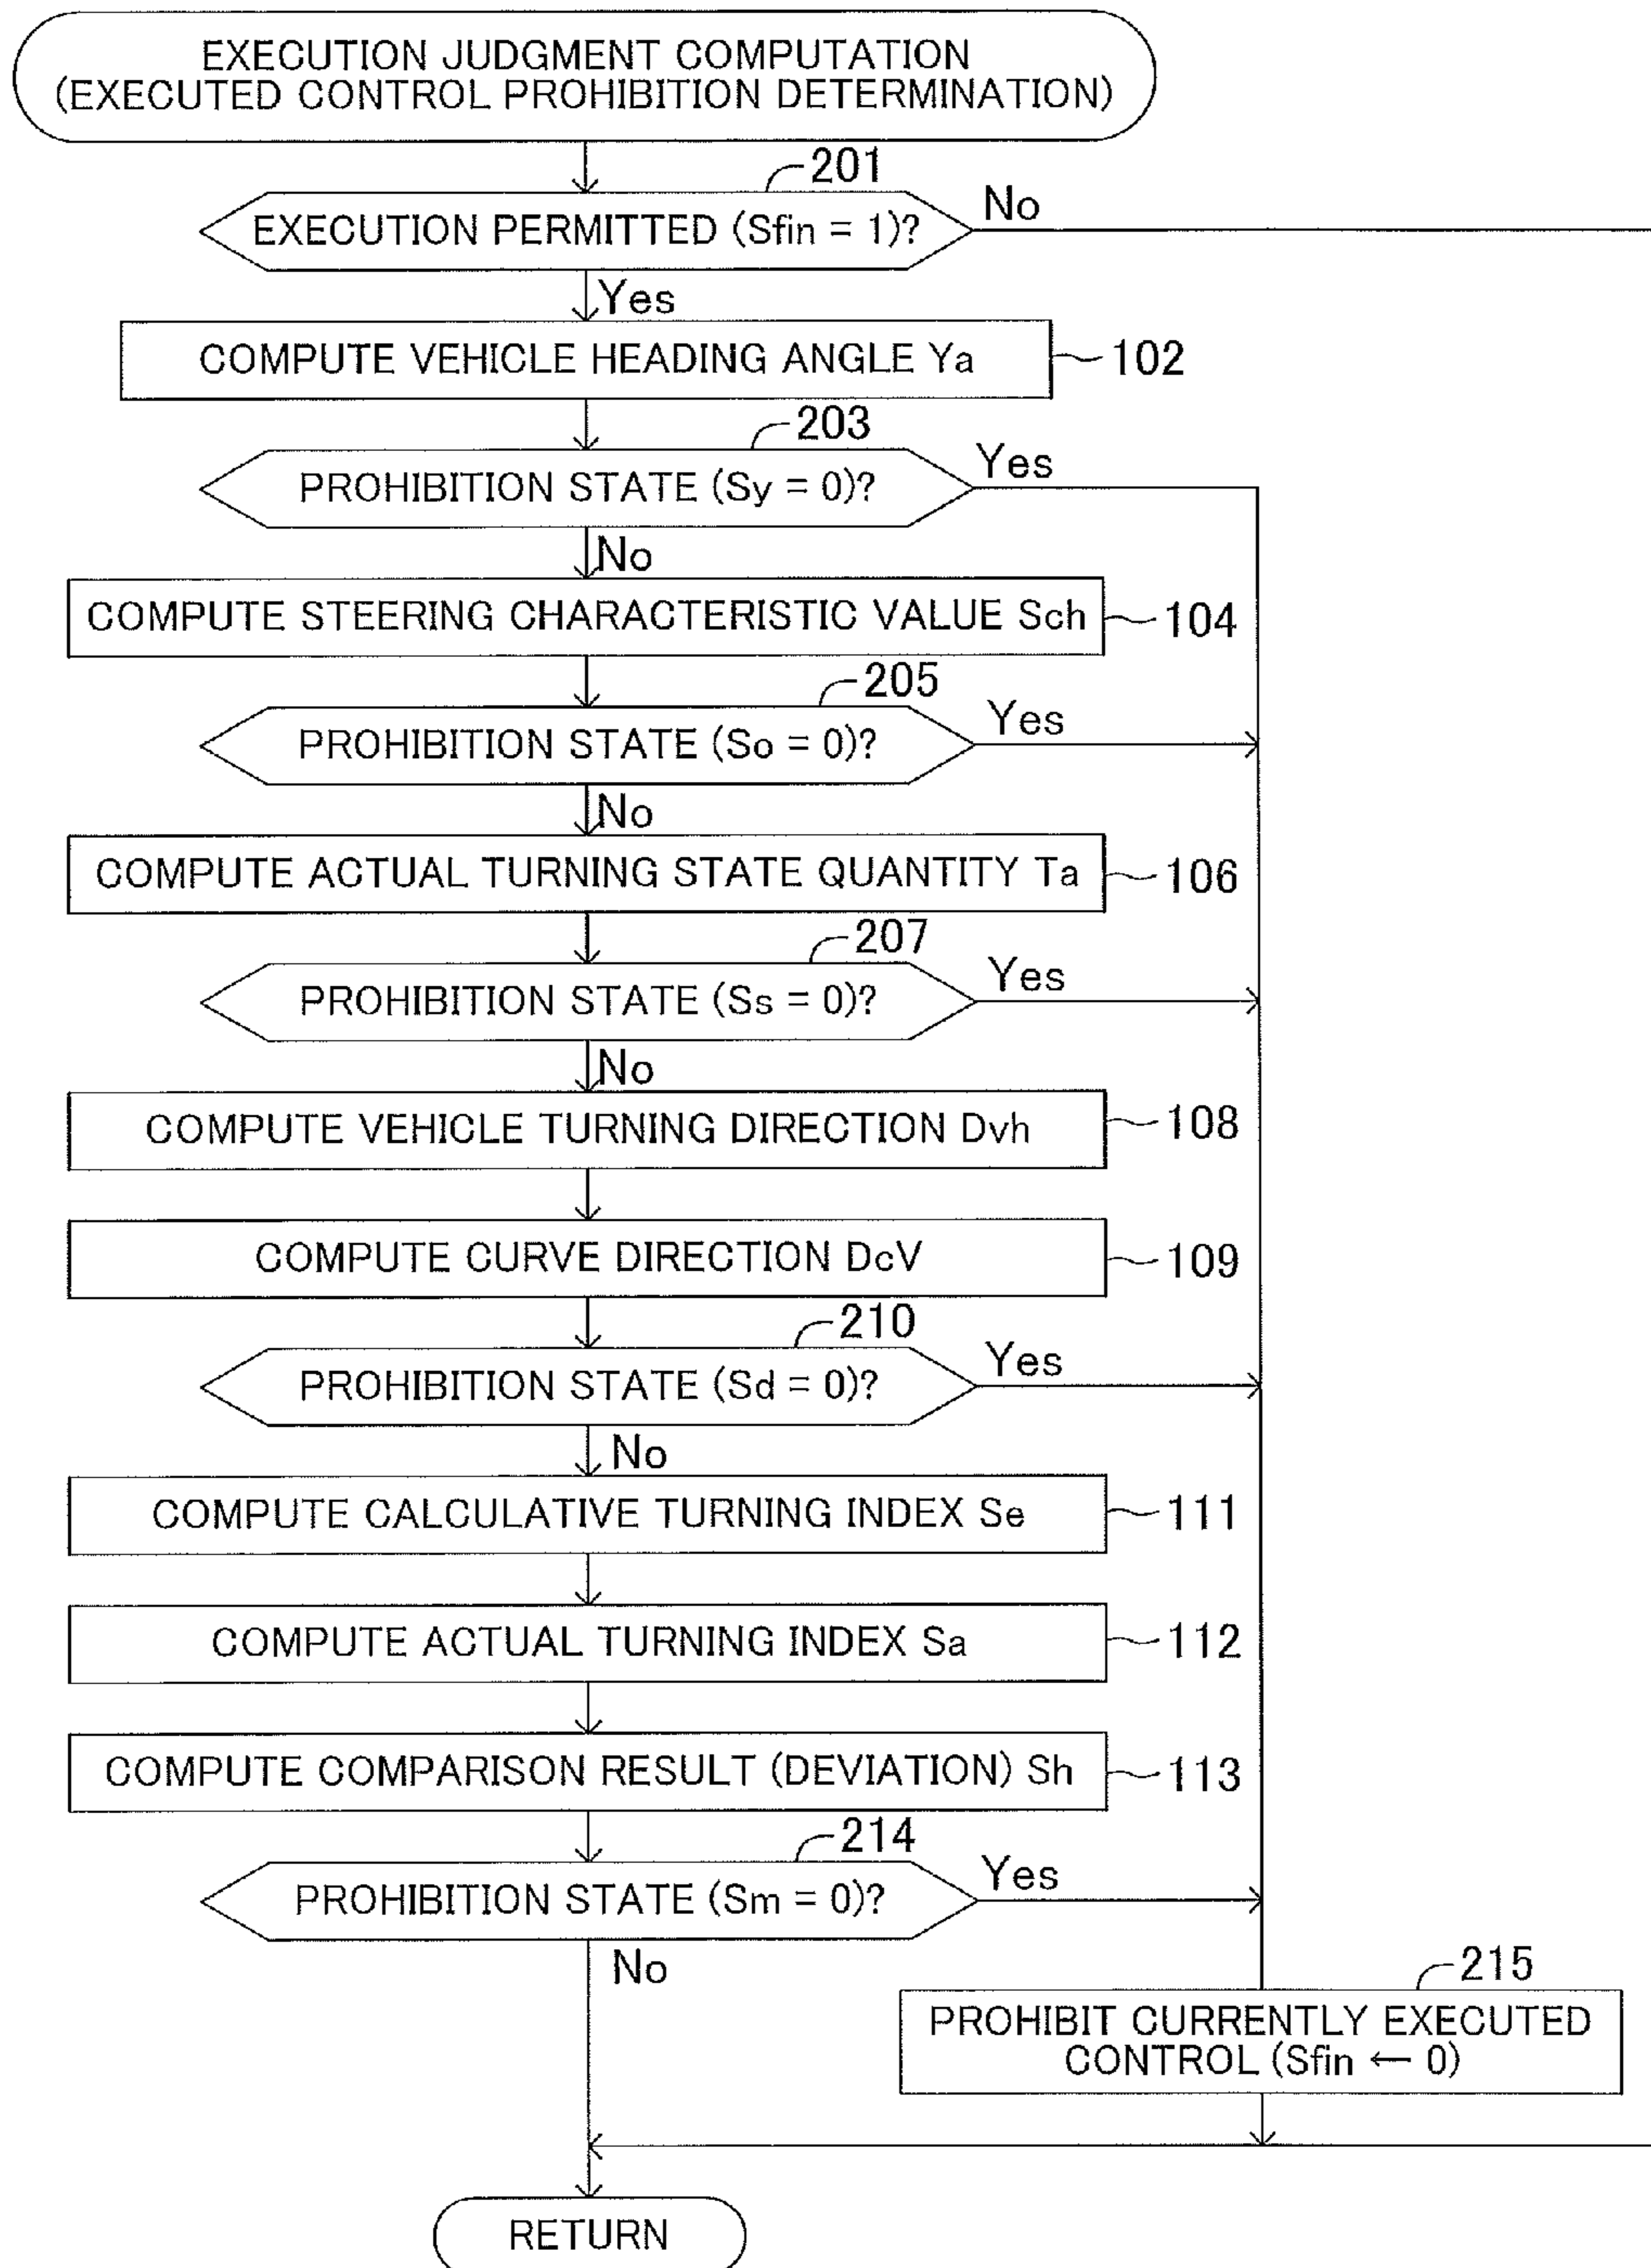 EXECUTION JUDGMENT COMPUTATION
(EXECUTED CONTROL PROHIBITION DETERMINATION)
201
EXECUTION PERMITTED (Sfin = 1)?
No
Yes
COMPUTE VEHICLE HEADING ANGLE Ya
102
203
PROHIBITION STATE (Sy = 0)?
Yes
No
COMPUTE STEERING CHARACTERISTIC VALUE Sch
104
205
PROHIBITION STATE (So = 0)?
Yes
No
COMPUTE ACTUAL TURNING STATE QUANTITY Ta
106
207
PROHIBITION STATE (Ss = 0)?
Yes
No
COMPUTE VEHICLE TURNING DIRECTION Dvh
108
COMPUTE CURVE DIRECTION DcV
109
210
PROHIBITION STATE (Sd = 0)?
Yes
No
COMPUTE CALCULATIVE TURNING INDEX Se
111
COMPUTE ACTUAL TURNING INDEX Sa
112
COMPUTE COMPARISON RESULT (DEVIATION) Sh
113
214
PROHIBITION STATE (Sm = 0)?
Yes
No
215
PROHIBIT CURRENTLY EXECUTED
CONTROL (Sfin ← 0)
RETURN